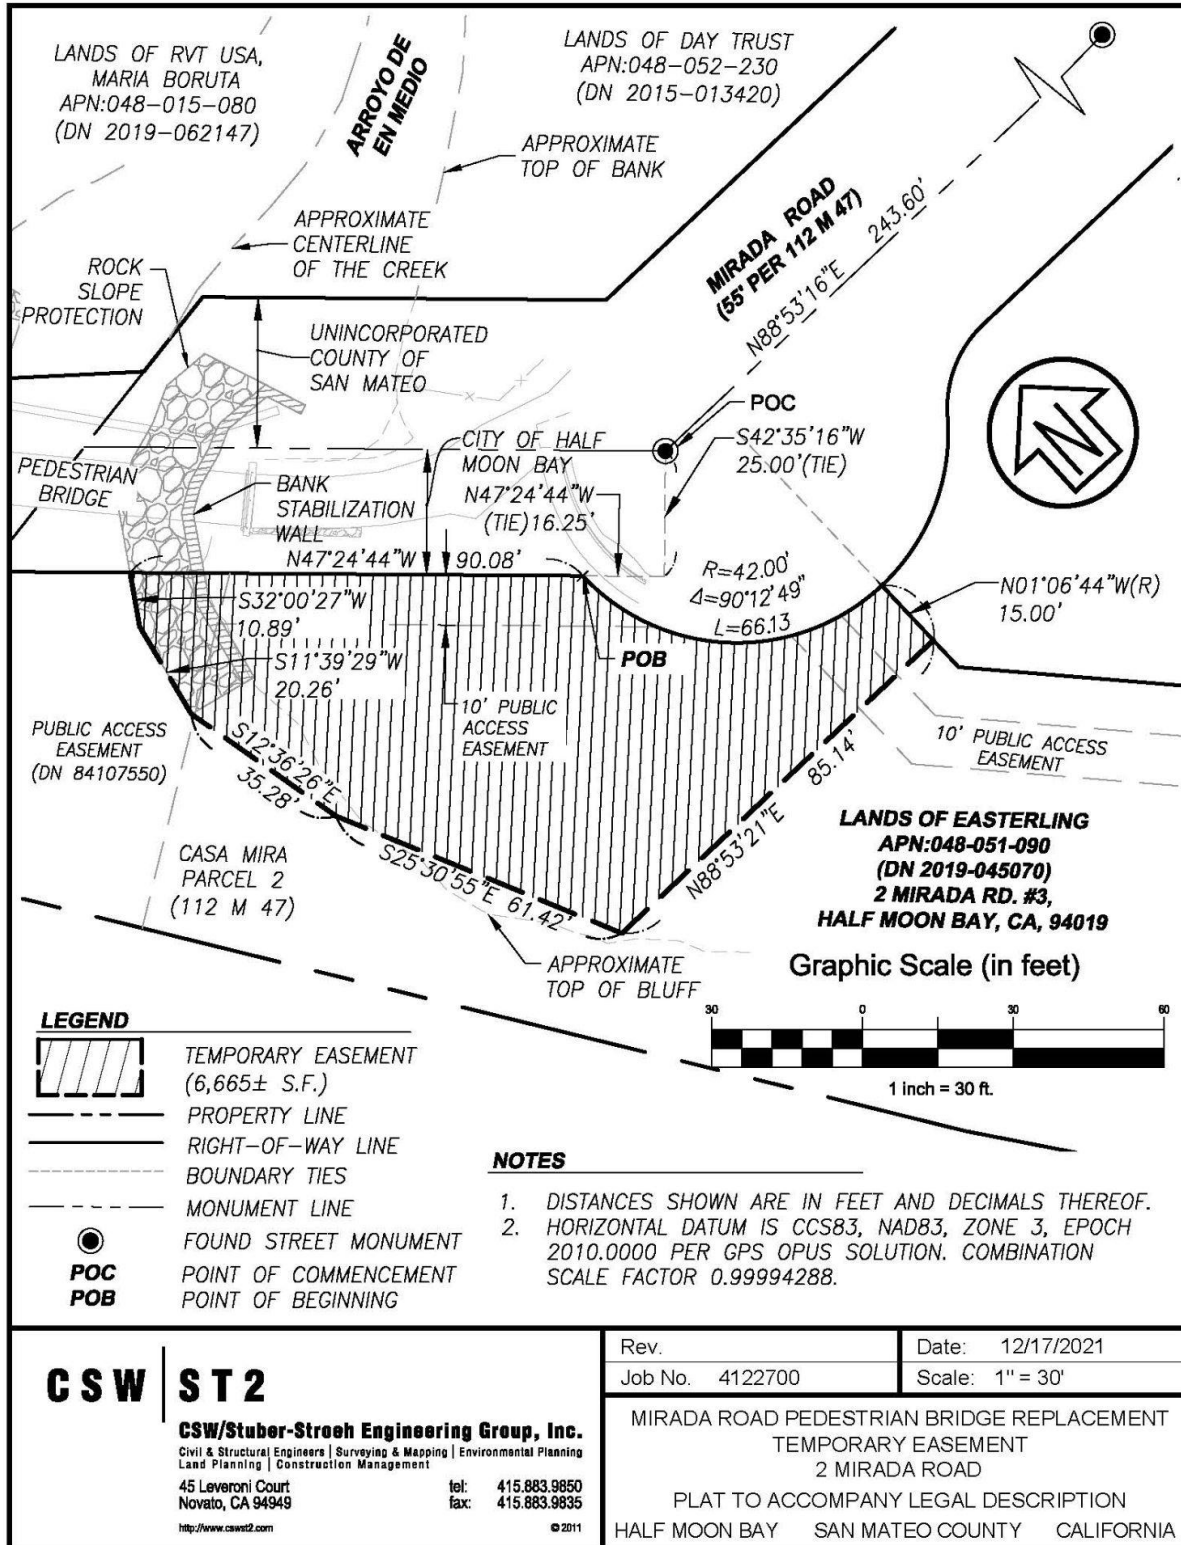 LANDS OF RVT USA,
MARIA BORUTA
APN:048-015-080
(DN 2019-062147)
ARROYO DE
EN MEDIO
LANDS OF DAY TRUST
APN:048-052-230
(DN 2015-013420)
APPROXIMATE
TOP OF BANK
APPROXIMATE
CENTERLINE
OF THE CREEK
MIRADA ROAD
(55' PER 112 M 47)
243.60'
N88°53'16"E
ROCK
SLOPE
PROTECTION
UNINCORPORATED
COUNTY OF
SAN MATEO
POC
S42°35'16"W
25.00'(TIE)
CITY OF HALF
MOON BAY
N
PEDESTRIAN
BRIDGE
BANK
STABILIZATION
WALL
N47°24'44"W
(TIE)16.25'
N47°24'44"W 90.08'
R=42.00'
Δ=90°12'49"
L=66.13
N01°06'44"W(R)
15.00'
S32°00'27"W
10.89'
POB
S11°39'29"W
20.26'
10' PUBLIC
ACCESS
EASEMENT
PUBLIC ACCESS
EASEMENT
(DN 84107550)
S12°36'26"E
35.28'
10' PUBLIC ACCESS
EASEMENT
N88°53'21"E 85.14'
S25°30'55"E 61.42'
CASA MIRA
PARCEL 2
(112 M 47)
LANDS OF EASTERLING
APN:048-051-090
(DN 2019-045070)
2 MIRADA RD. #3,
HALF MOON BAY, CA, 94019
APPROXIMATE
TOP OF BLUFF
Graphic Scale (in feet)
30 0 30 60
1 inch = 30 ft.
LEGEND
TEMPORARY EASEMENT
(6,665± S.F.)
PROPERTY LINE
RIGHT-OF-WAY LINE
BOUNDARY TIES
MONUMENT LINE
FOUND STREET MONUMENT
POC POINT OF COMMENCEMENT
POB POINT OF BEGINNING
NOTES
1. DISTANCES SHOWN ARE IN FEET AND DECIMALS THEREOF.
2. HORIZONTAL DATUM IS CCS83, NAD83, ZONE 3, EPOCH
2010.0000 PER GPS OPUS SOLUTION. COMBINATION
SCALE FACTOR 0.99994288.
CSW ST2
CSW/Stuber-Stroeh Engineering Group, Inc.
Civil & Structural Engineers | Surveying & Mapping | Environmental Planning
Land Planning | Construction Management
45 Leveroni Court tel: 415.883.9850
Novato, CA 94949 fax: 415.883.9835
http://www.cswst2.com © 2011
Rev. Date: 12/17/2021
Job No. 4122700 Scale: 1" = 30'
MIRADA ROAD PEDESTRIAN BRIDGE REPLACEMENT
TEMPORARY EASEMENT
2 MIRADA ROAD
PLAT TO ACCOMPANY LEGAL DESCRIPTION
HALF MOON BAY SAN MATEO COUNTY CALIFORNIA